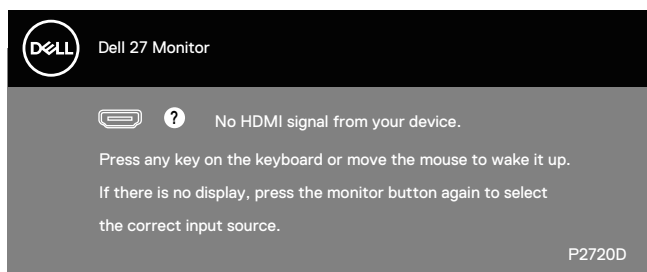 DELL
Dell 27 Monitor
? No HDMI signal from your device.
Press any key on the keyboard or move the mouse to wake it up.
If there is no display, press the monitor button again to select
the correct input source.
P2720D